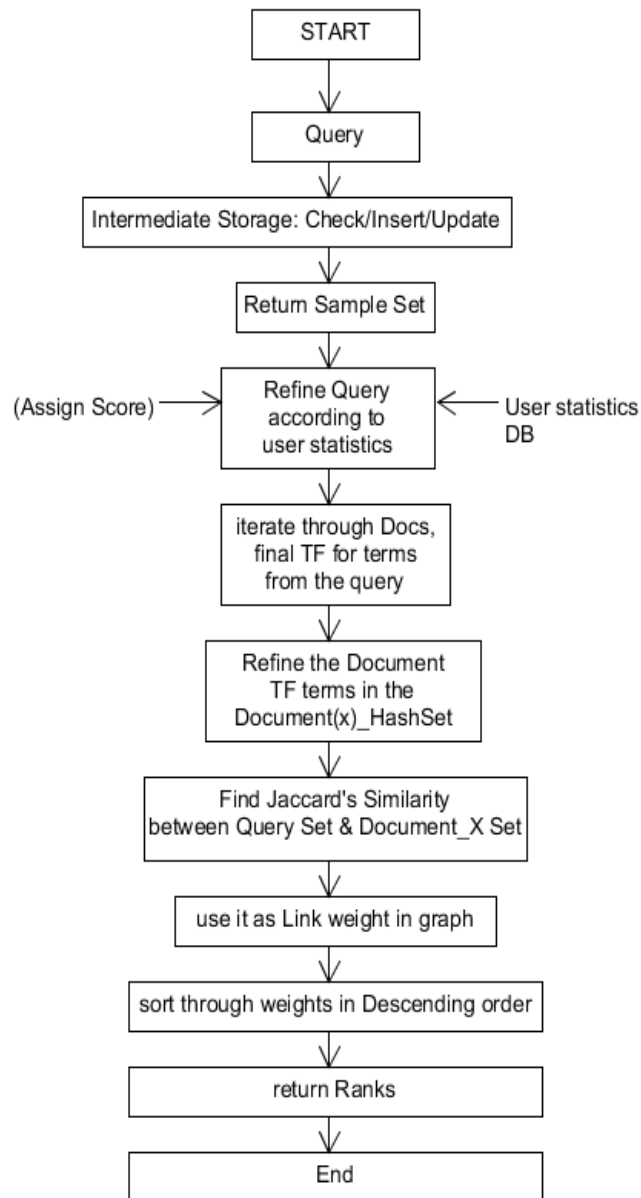 START
Query
Intermediate Storage: Check/Insert/Update
Return Sample Set
(Assign Score)
Refine Query
according to
user statistics
User statistics
DB
iterate through Docs,
final TF for terms
from the query
Refine the Document
TF terms in the
Document(x)_HashSet
Find Jaccard's Similarity
between Query Set & Document_X Set
use it as Link weight in graph
sort through weights in Descending order
return Ranks
End